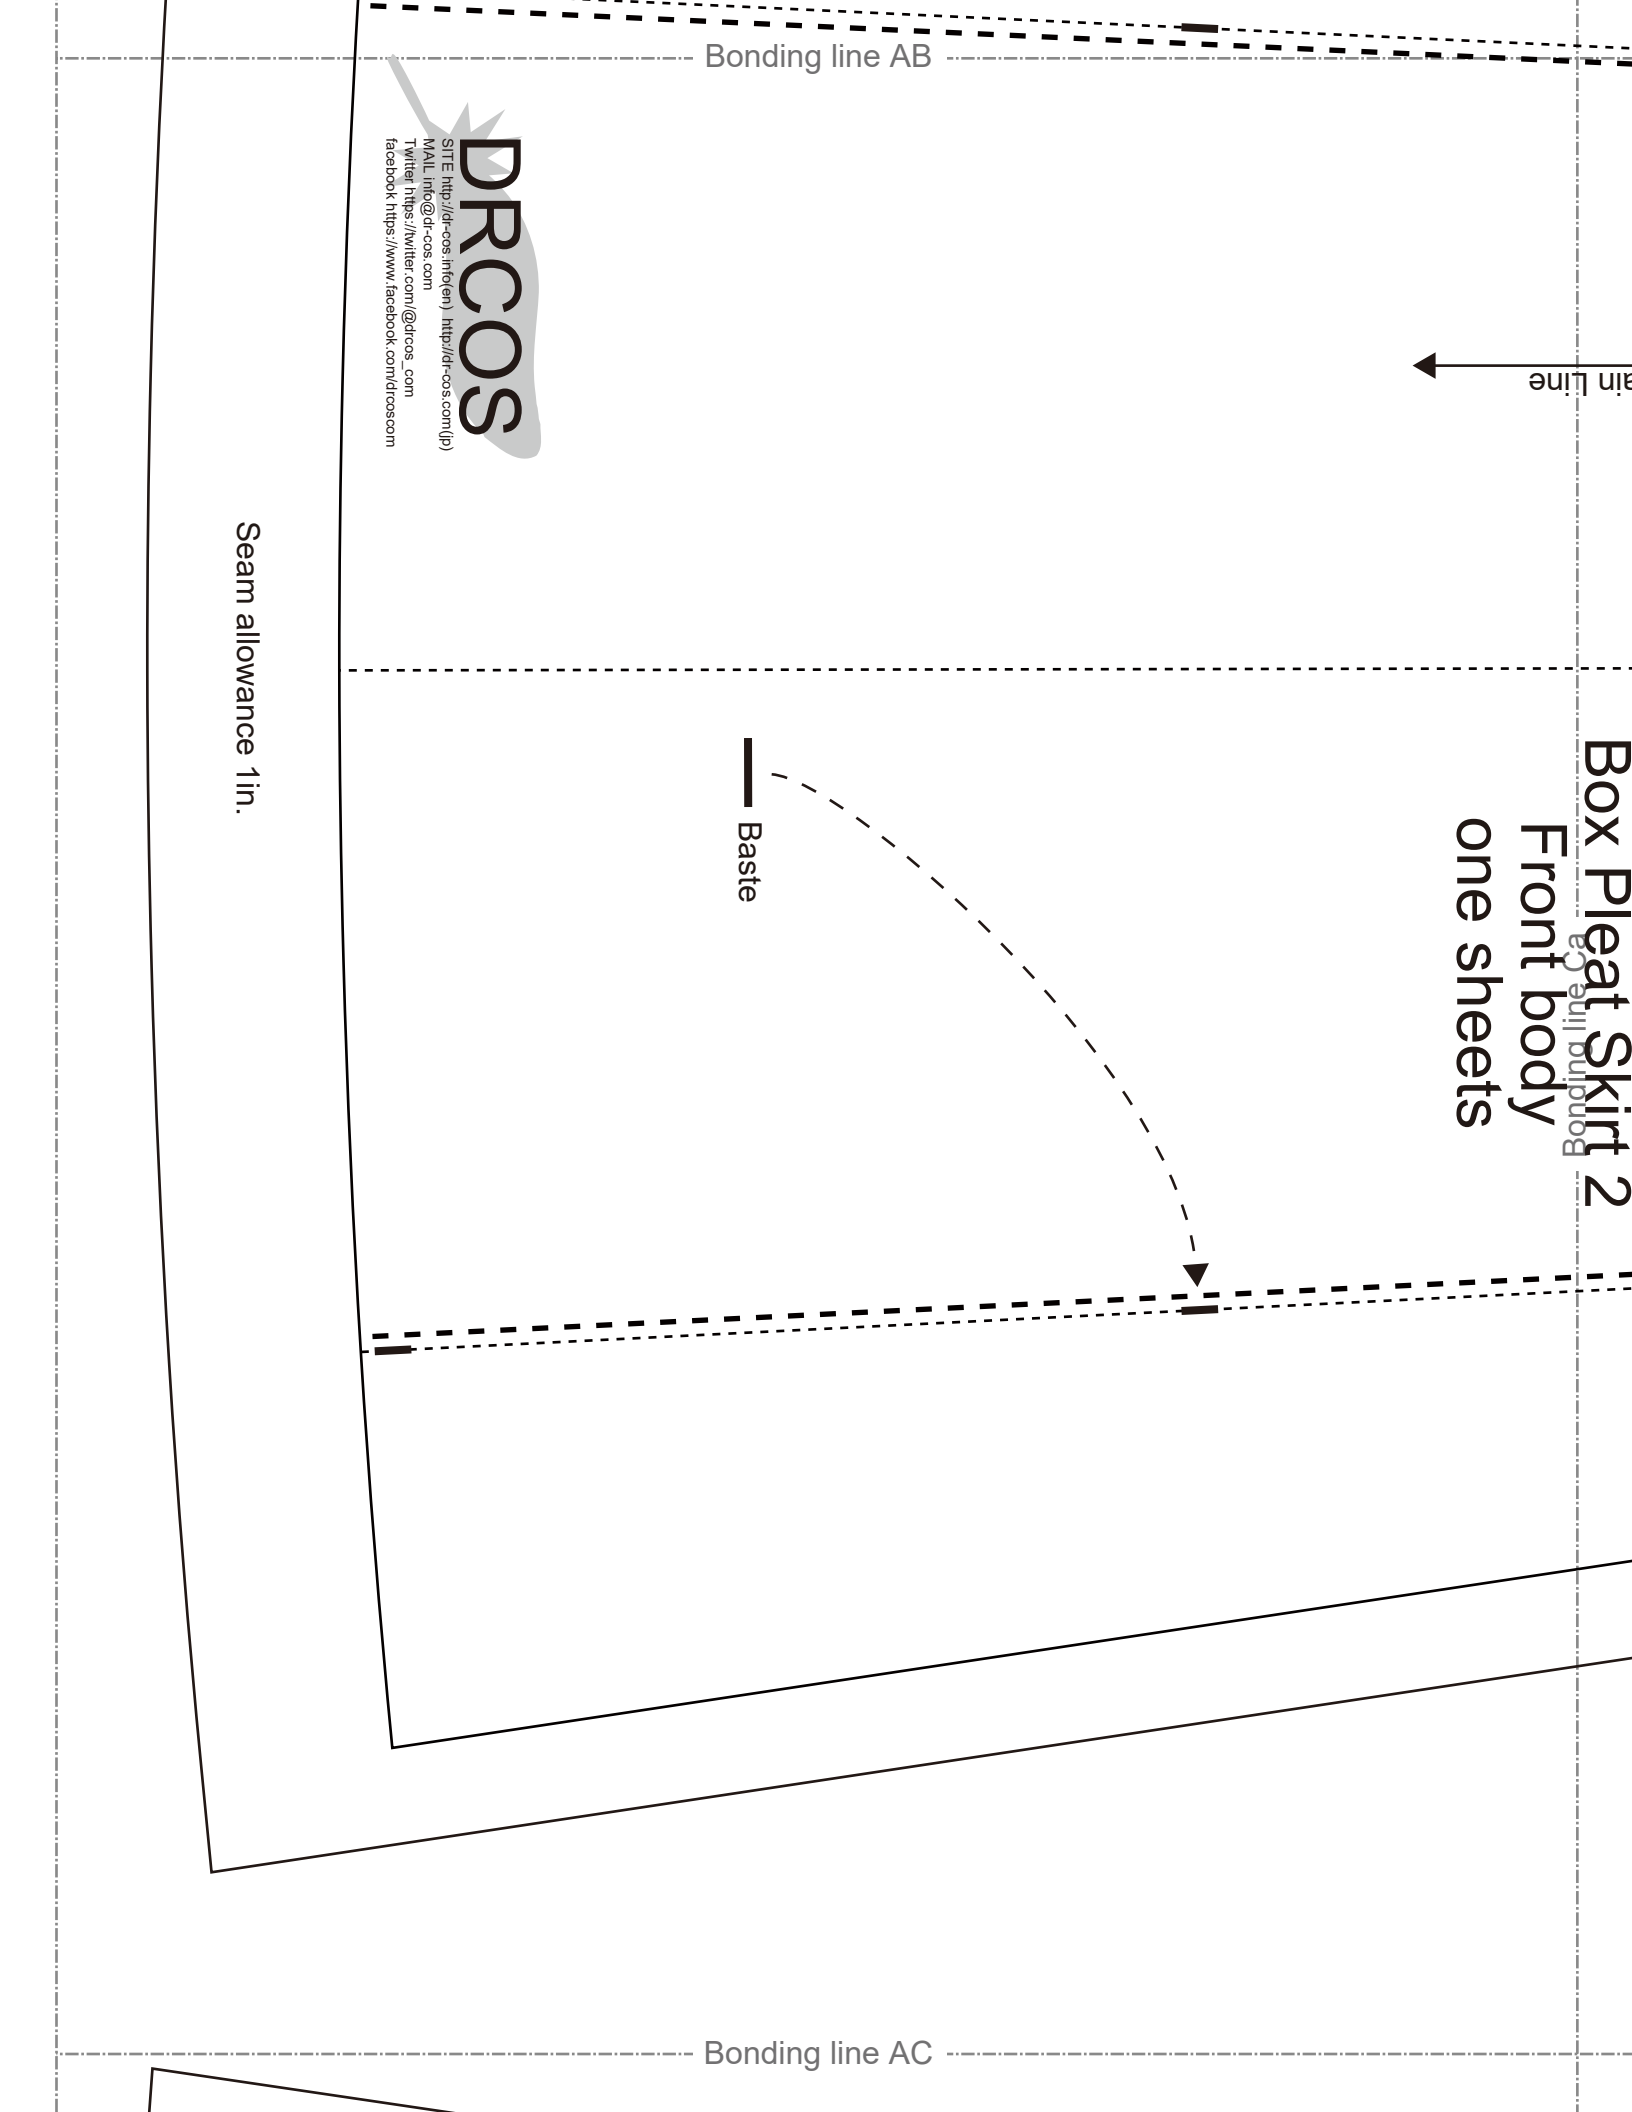 Bonding line AB
DRCOS
SITE http://dr-cos.info(en) http://dr-cos.com(jp)
MAIL info@dr-cos.com
Twitter https://twitter.com/@drcos_com
facebook https://www.facebook.com/drcoscom
ain Line
Seam allowance 1in.
Baste
Box Pleat Skirt 2
Front body
one sheets
Bonding line Ca
Bonding line AC